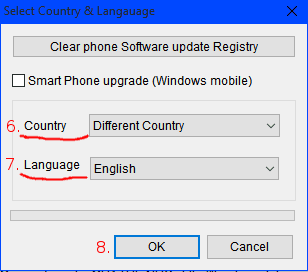 Select Country & Langauage
Clear phone Software update Registry
Smart Phone upgrade (Windows mobile)
6. Country Different Country
7. Language English
8. OK Cancel